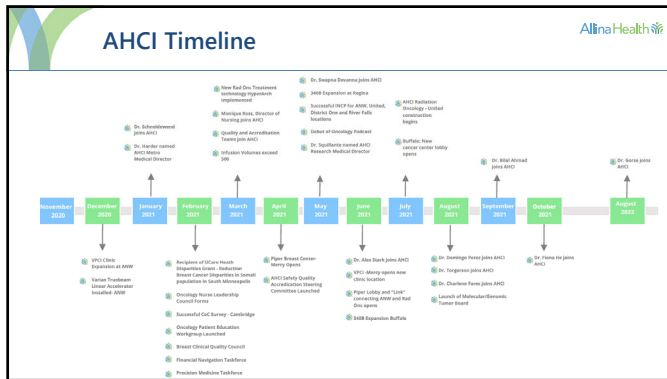 AHCI Timeline
Allina Health
Dr. Schneidewend
joins AHCI
Dr. Harder named
AHCI Metro
Medical Director
New Rad Onc Treatment
technology HyperArch
implemented
Monique Ross, Director of
Nursing joins AHCI
Quality and Accreditation
Teams join AHCI
Infusion Volumes exceed
500
Dr. Swapna Devanna joins AHCI
340B Expansion at Regina
Successful INCP for ANW, United,
District One and River Falls
locations
Debut of Oncology Podcast
Dr. Squillante named AHCI
Research Medical Director
AHCI Radiation
Oncology - United
construction
begins
Buffalo: New
cancer center lobby
opens
Dr. Bilal Ahmad
joins AHCI
Dr. joins
AHCI
November
2020
December
2020
January
2021
February
2021
March
2021
April
2021
May
2021
June
2021
July
2021
August
2021
September
2021
October
2021
August
2022
VPCI Clinic
Expansion at ANW
Varian Truebeam
Linear Accelerator
Installed- ANW
Recipient of UCare-Heath
Disparities Grant - Reduction
Breast Cancer Disparities in Somali
population in South Minneapolis
Oncology Nurse Leadership
Council Forms
Successful CoC Survey - Cambridge
Oncology Patient Education
Workgroup Launched
Breast Clinical Quality Council
Financial Navigation Taskforce
Precision Medicine Taskforce
Piper Breast Center-
Mercy Opens
AHCI Safety Quality
Accreditation Steering
Committee Launched
Dr. Alex Stark joins AHCI
VPCI -Mercy opens new
clinic location
Piper Lobby and "Link"
connecting ANW and Rad
Onc opens
340B Expansion Buffalo
Dr. Domingo Perez joins AHCI
Dr. Torgerson joins AHCI
Dr. Charlene joins AHCI
Launch of Molecular/Genomic
Tumor Board
Dr. Fiona He joins
AHCI